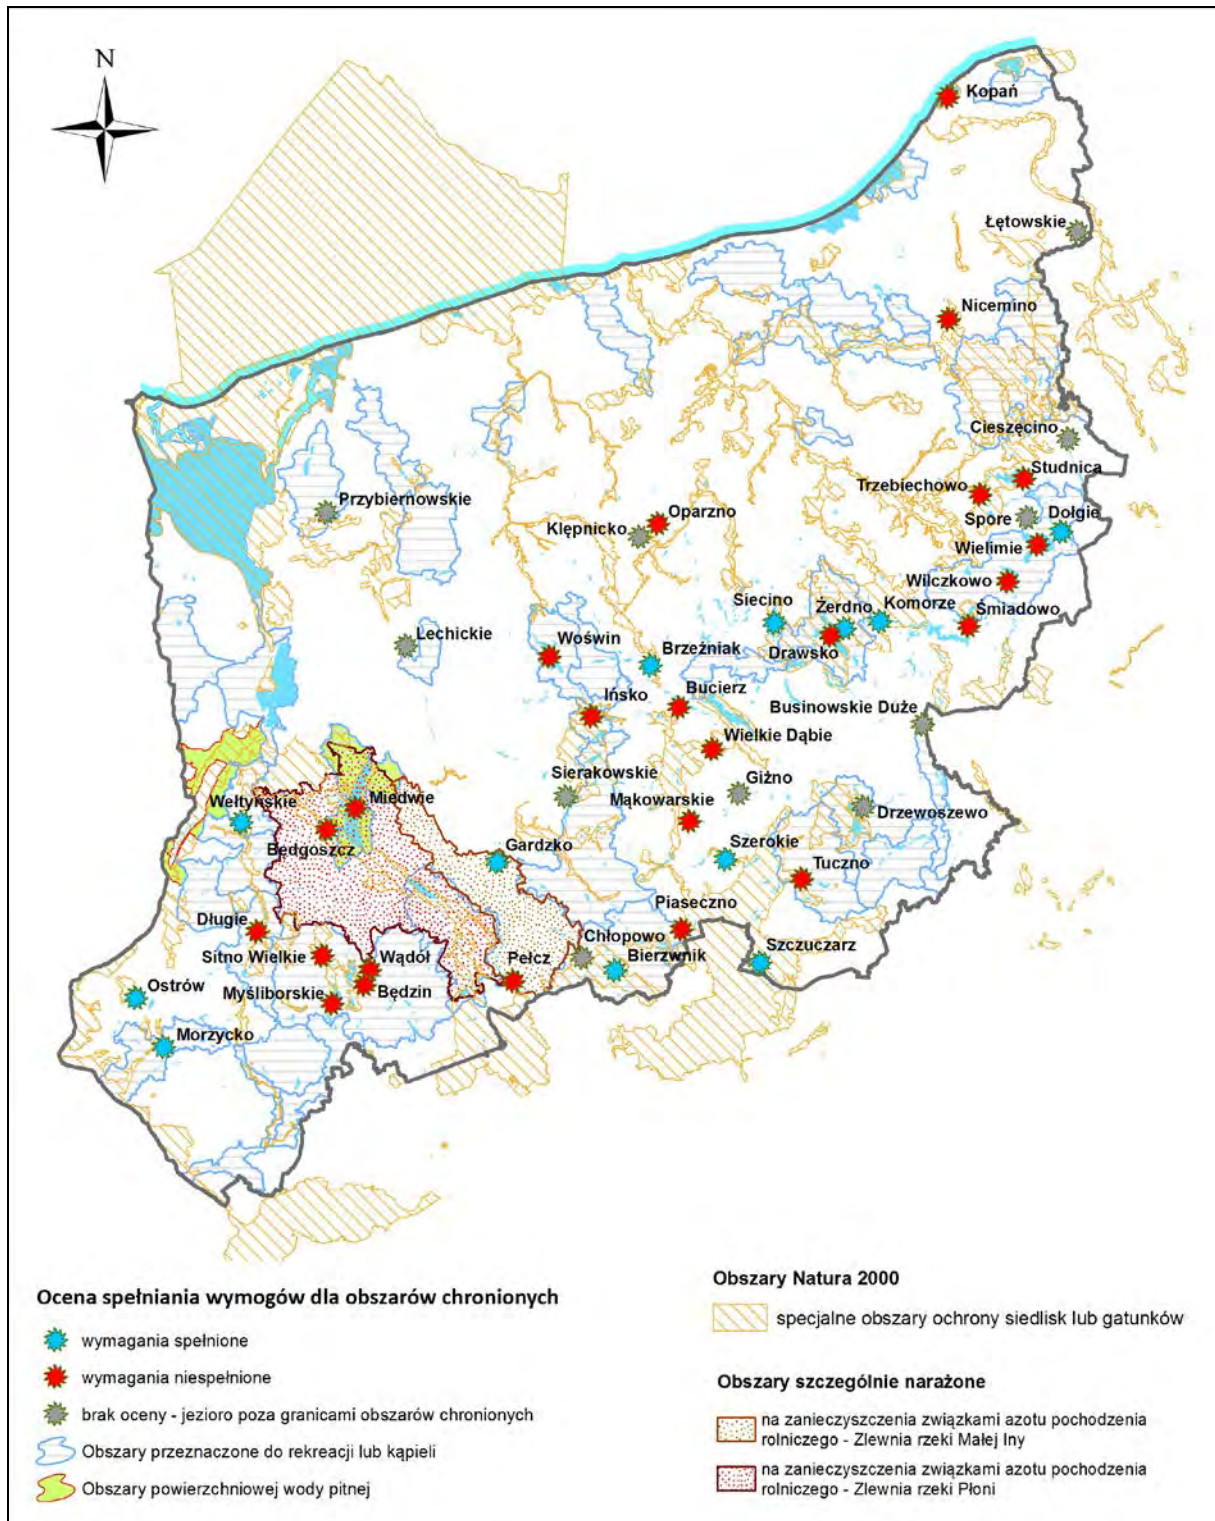 N
Kopań
Łętowskie
Nicemino
Cieszęcino
Studnica
Trzebiechowo
Przybiernowskie
Oparzno
Spore
Dołgie
Klępnicko
Wielimie
Wilczkowo
Siecino
Żerdno
Komorze
Śmiadowo
Lechickie
Woświn
Brzeźniak
Drawsko
Ińsko
Bucierz
Businowskie Duże
Wielkie Dąbie
Sierakowskie
Giżno
Wełtyńskie
Miedwie
Mąkowarskie
Drzewoszewo
Będgoszcz
Gardzko
Szerokie
Tuczno
Długie
Piaseczno
Chłopowo
Sitno Wielkie
Wądół
Pełcz
Bierzwnik
Szczuczarz
Ostrów
Myśliborskie
Będzin
Morzycko
Ocena spełniania wymogów dla obszarów chronionych
wymagania spełnione
wymagania niespełnione
brak oceny - jezioro poza granicami obszarów chronionych
Obszary przeznaczone do rekreacji lub kąpieli
Obszary powierzchniowej wody pitnej
Obszary Natura 2000
specjalne obszary ochrony siedlisk lub gatunków
Obszary szczególnie narażone
na zanieczyszczenia związkami azotu pochodzenia
rolniczego - Zlewnia rzeki Małej Iny
na zanieczyszczenia związkami azotu pochodzenia
rolniczego - Zlewnia rzeki Płoni